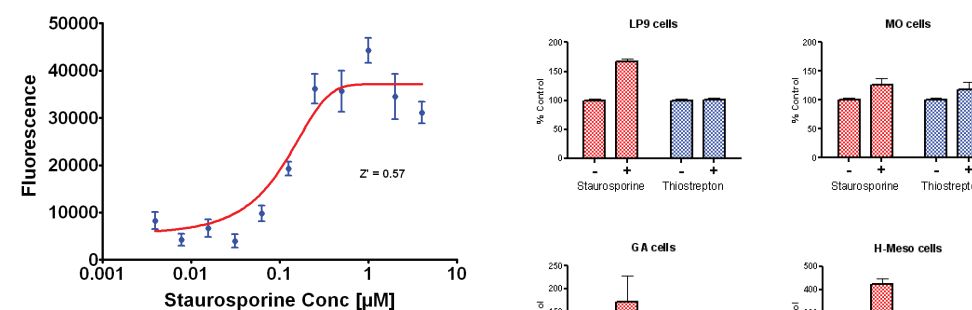 50000
40000
30000
20000
10000
0
Fluorescence
Z' = 0.57
0.001 0.01 0.1 1 10
Staurosporine Conc [µM]
LP9 cells
200
150
100
50
0
% Control
- + - +
Staurosporine Thiostrepton
MO cells
200
150
100
50
0
% Control
- + - +
Staurosporine
GA cells
250
200
H-Meso cells
500
400